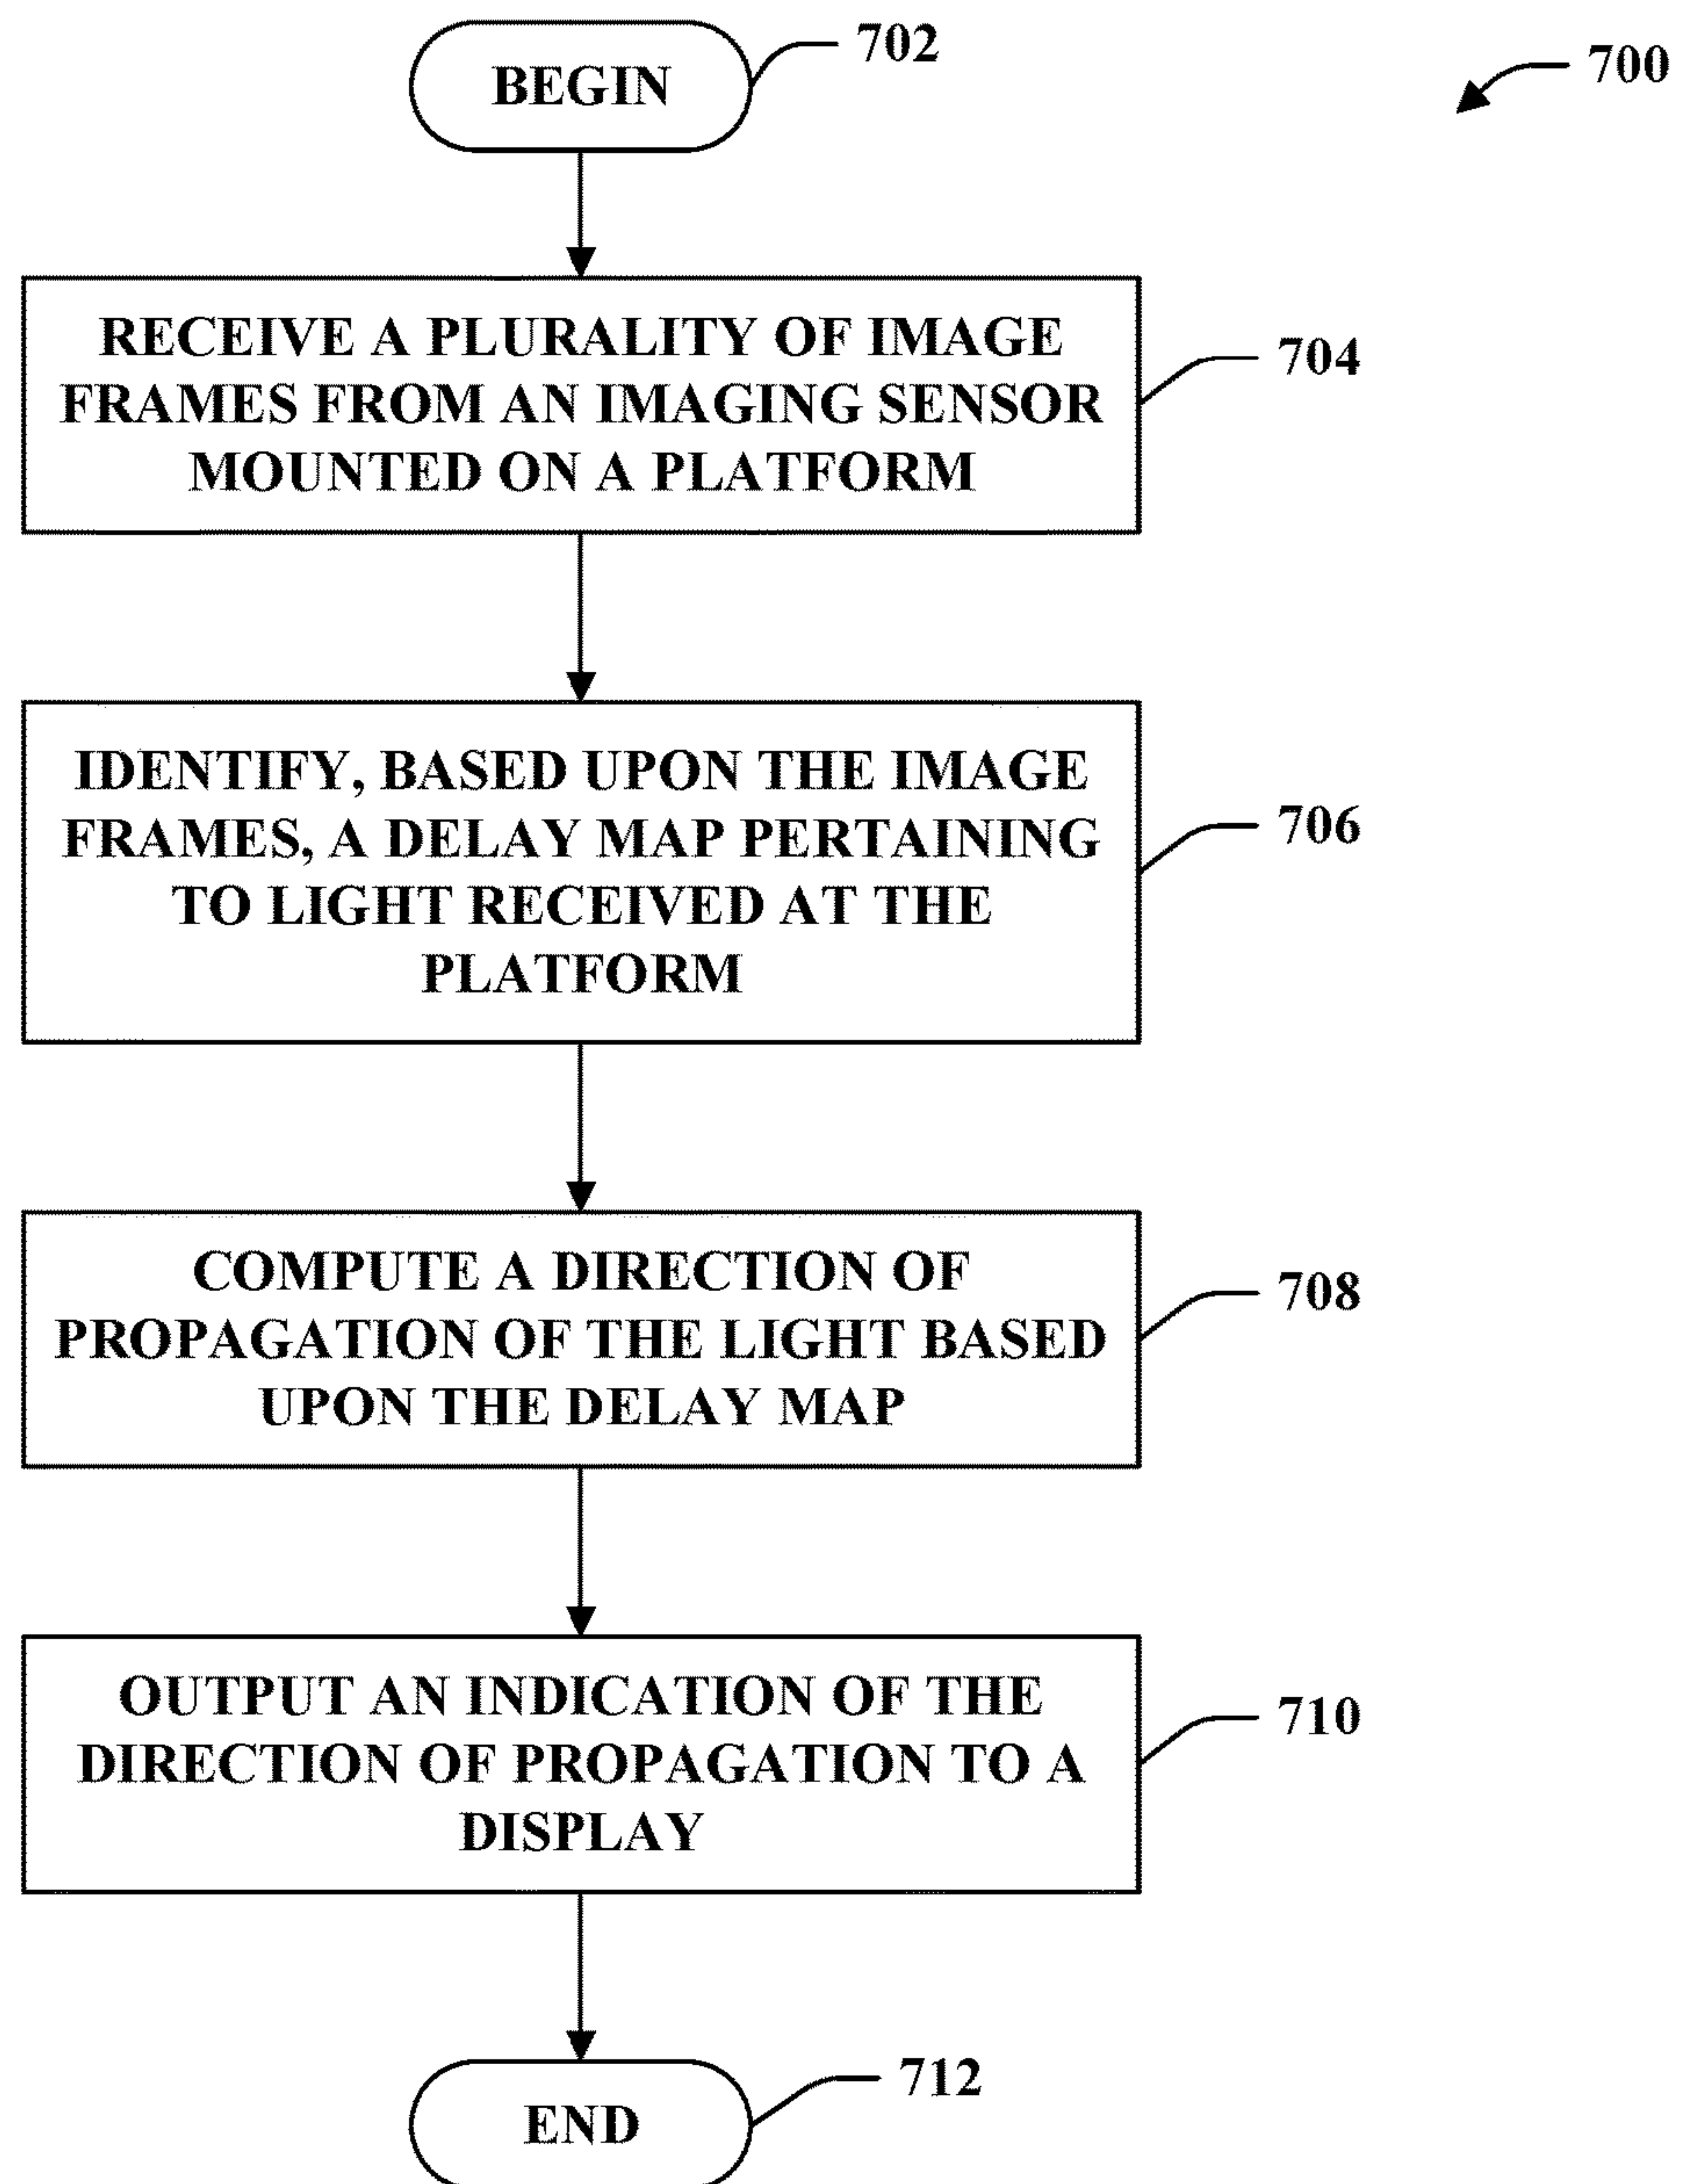 BEGIN
702
700
RECEIVE A PLURALITY OF IMAGE
FRAMES FROM AN IMAGING SENSOR
MOUNTED ON A PLATFORM
704
IDENTIFY, BASED UPON THE IMAGE
FRAMES, A DELAY MAP PERTAINING
TO LIGHT RECEIVED AT THE
PLATFORM
706
COMPUTE A DIRECTION OF
PROPAGATION OF THE LIGHT BASED
UPON THE DELAY MAP
708
OUTPUT AN INDICATION OF THE
DIRECTION OF PROPAGATION TO A
DISPLAY
710
END
712